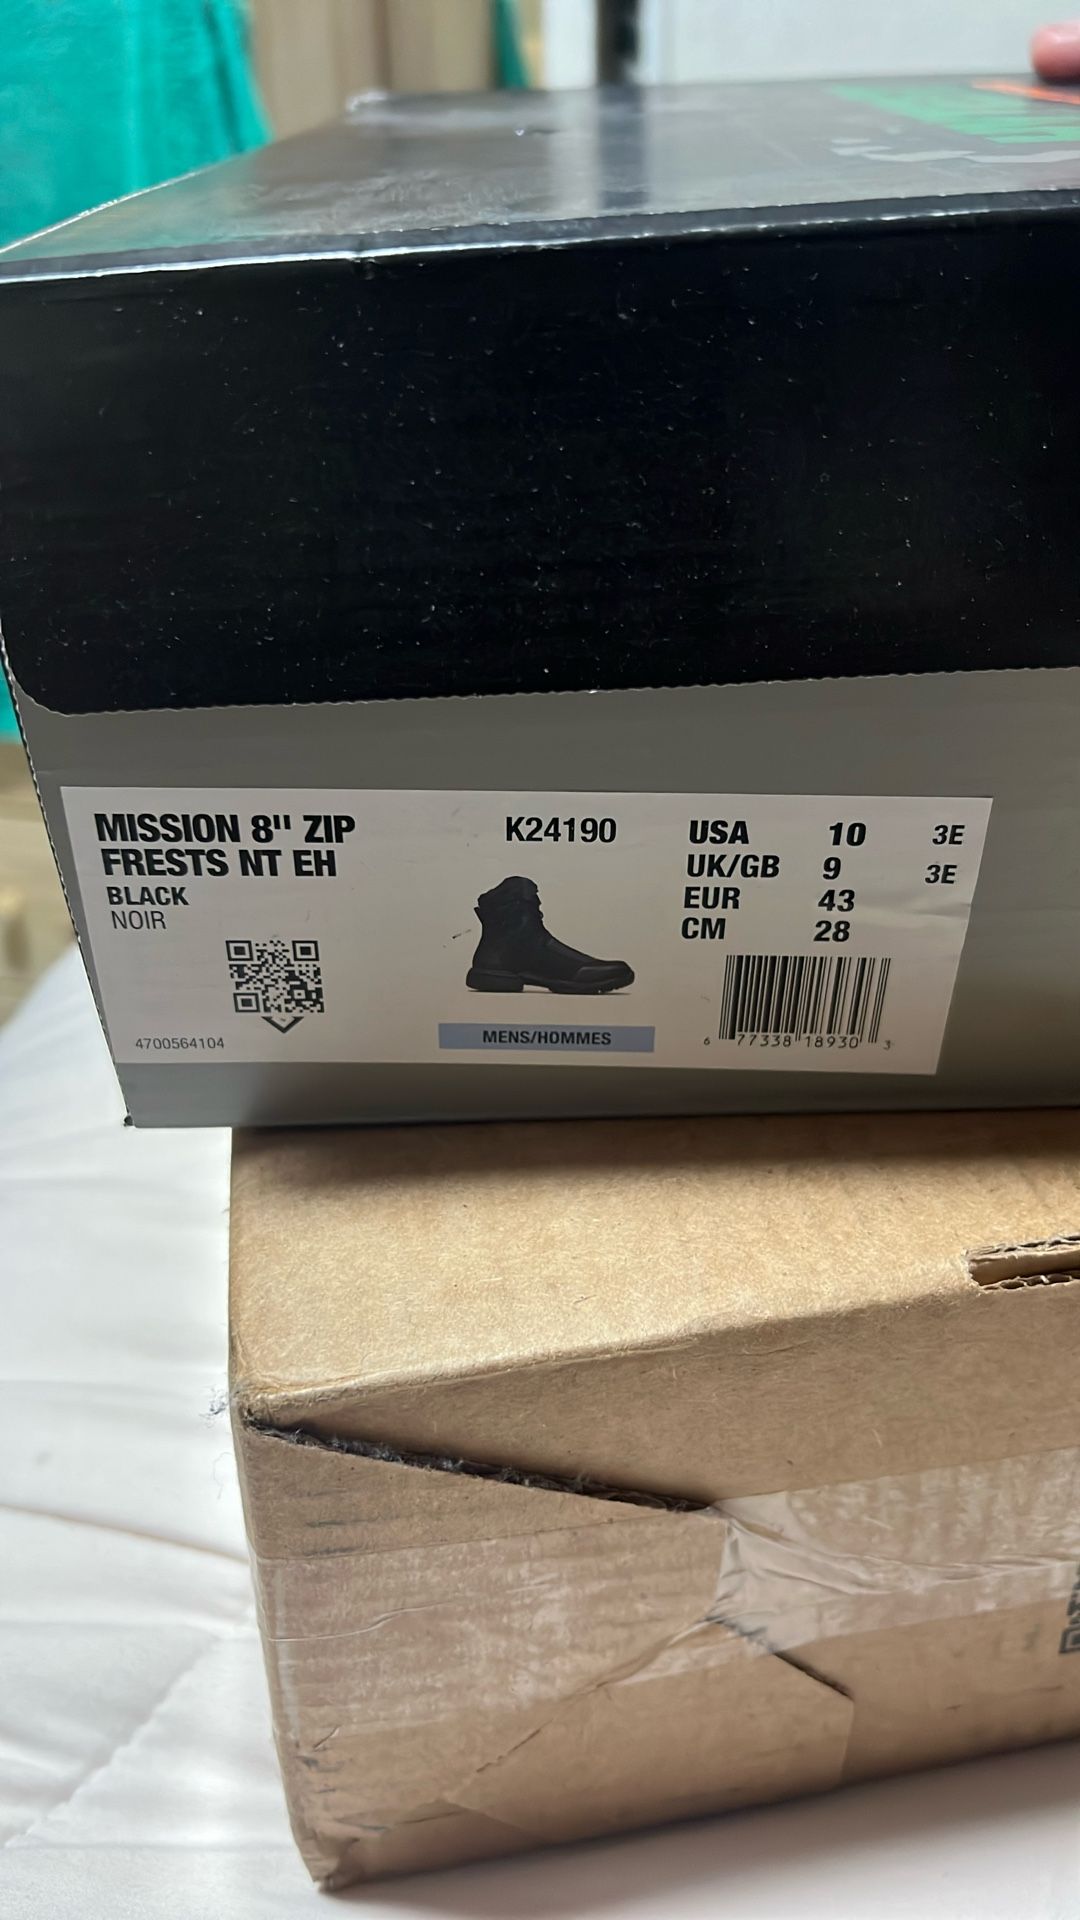 MISSION 8" ZIP
FRESTS NT EH
BLACK
NOIR
4700564104
K24190
MENS/HOMMES
USA 10 3E
UK/GB 9 3E
EUR 43
CM 28
6 77338 18930 3